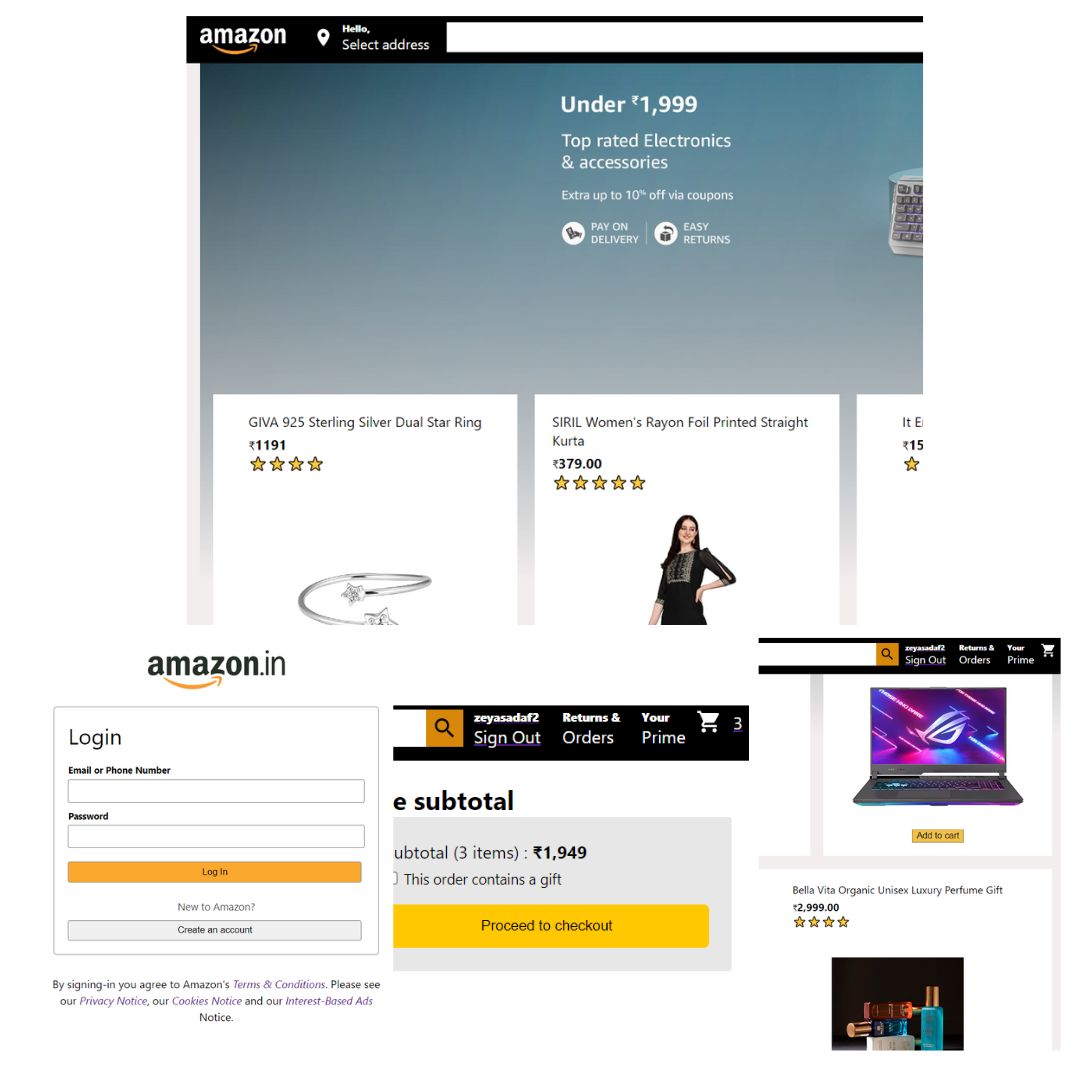 amazon
Hello,
Select address
Under ₹1,999
Top rated Electronics
& accessories
Extra up to 10% off via coupons
PAY ON
DELIVERY
EASY
RETURNS
GIVA 925 Sterling Silver Dual Star Ring
₹1191
SIRIL Women's Rayon Foil Printed Straight
Kurta
₹379.00
It E
₹15
amazon.in
Login
Email or Phone Number
Password
Log In
New to Amazon?
Create an account
By signing-in you agree to Amazon's Terms & Conditions. Please see
our Privacy Notice, our Cookies Notice and our Interest-Based Ads
Notice.
zeyasadaf2
Sign Out
Returns &
Orders
Your
Prime
3
e subtotal
ubtotal (3 items) : ₹1,949
This order contains a gift
Proceed to checkout
zeyasadaf2
Sign Out
Returns &
Orders
Your
Prime
Add to cart
Bella Vita Organic Unisex Luxury Perfume Gift
₹2,999.00